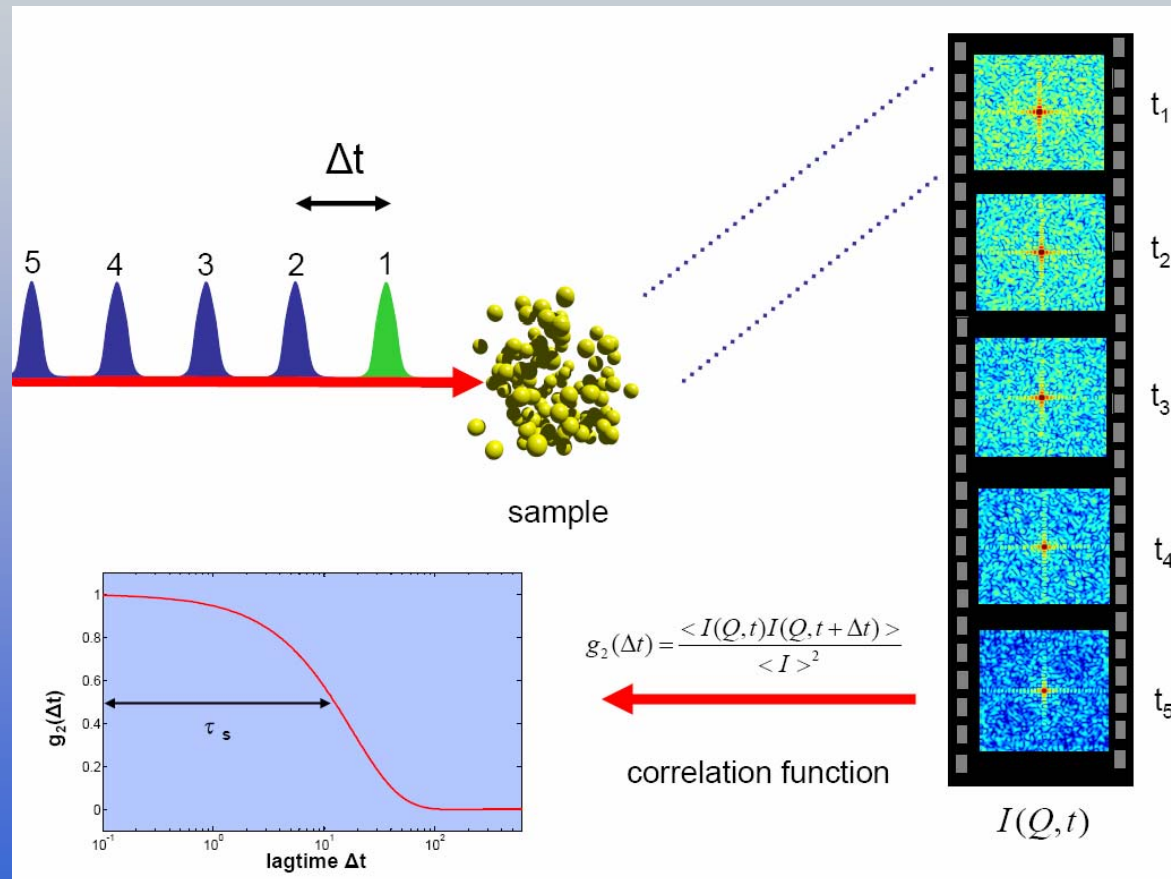 Δt
5 4 3 2 1
sample
t1
t2
t3
t4
t5
I(Q,t)
g2(Δt) = <I(Q,t)I(Q,t+Δt)> / <I>^2
correlation function
g2(Δt)
1
0.8
0.6
0.4
0.2
0
τ s
10^-1 10^0 10^1 10^2
lagtime Δt